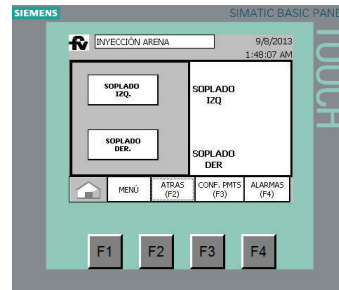 SIEMENS
SIMATIC BASIC PANE
TOUCH
fv
INYECCIÓN ARENA
9/8/2013
1:48:07 AM
SOPLADO
IZQ.
SOPLADO
IZQ
SOPLADO
DER.
SOPLADO
DER
MENÚ
ATRAS
(F2)
CONF. PMTS
(F3)
ALARMAS
(F4)
F1
F2
F3
F4